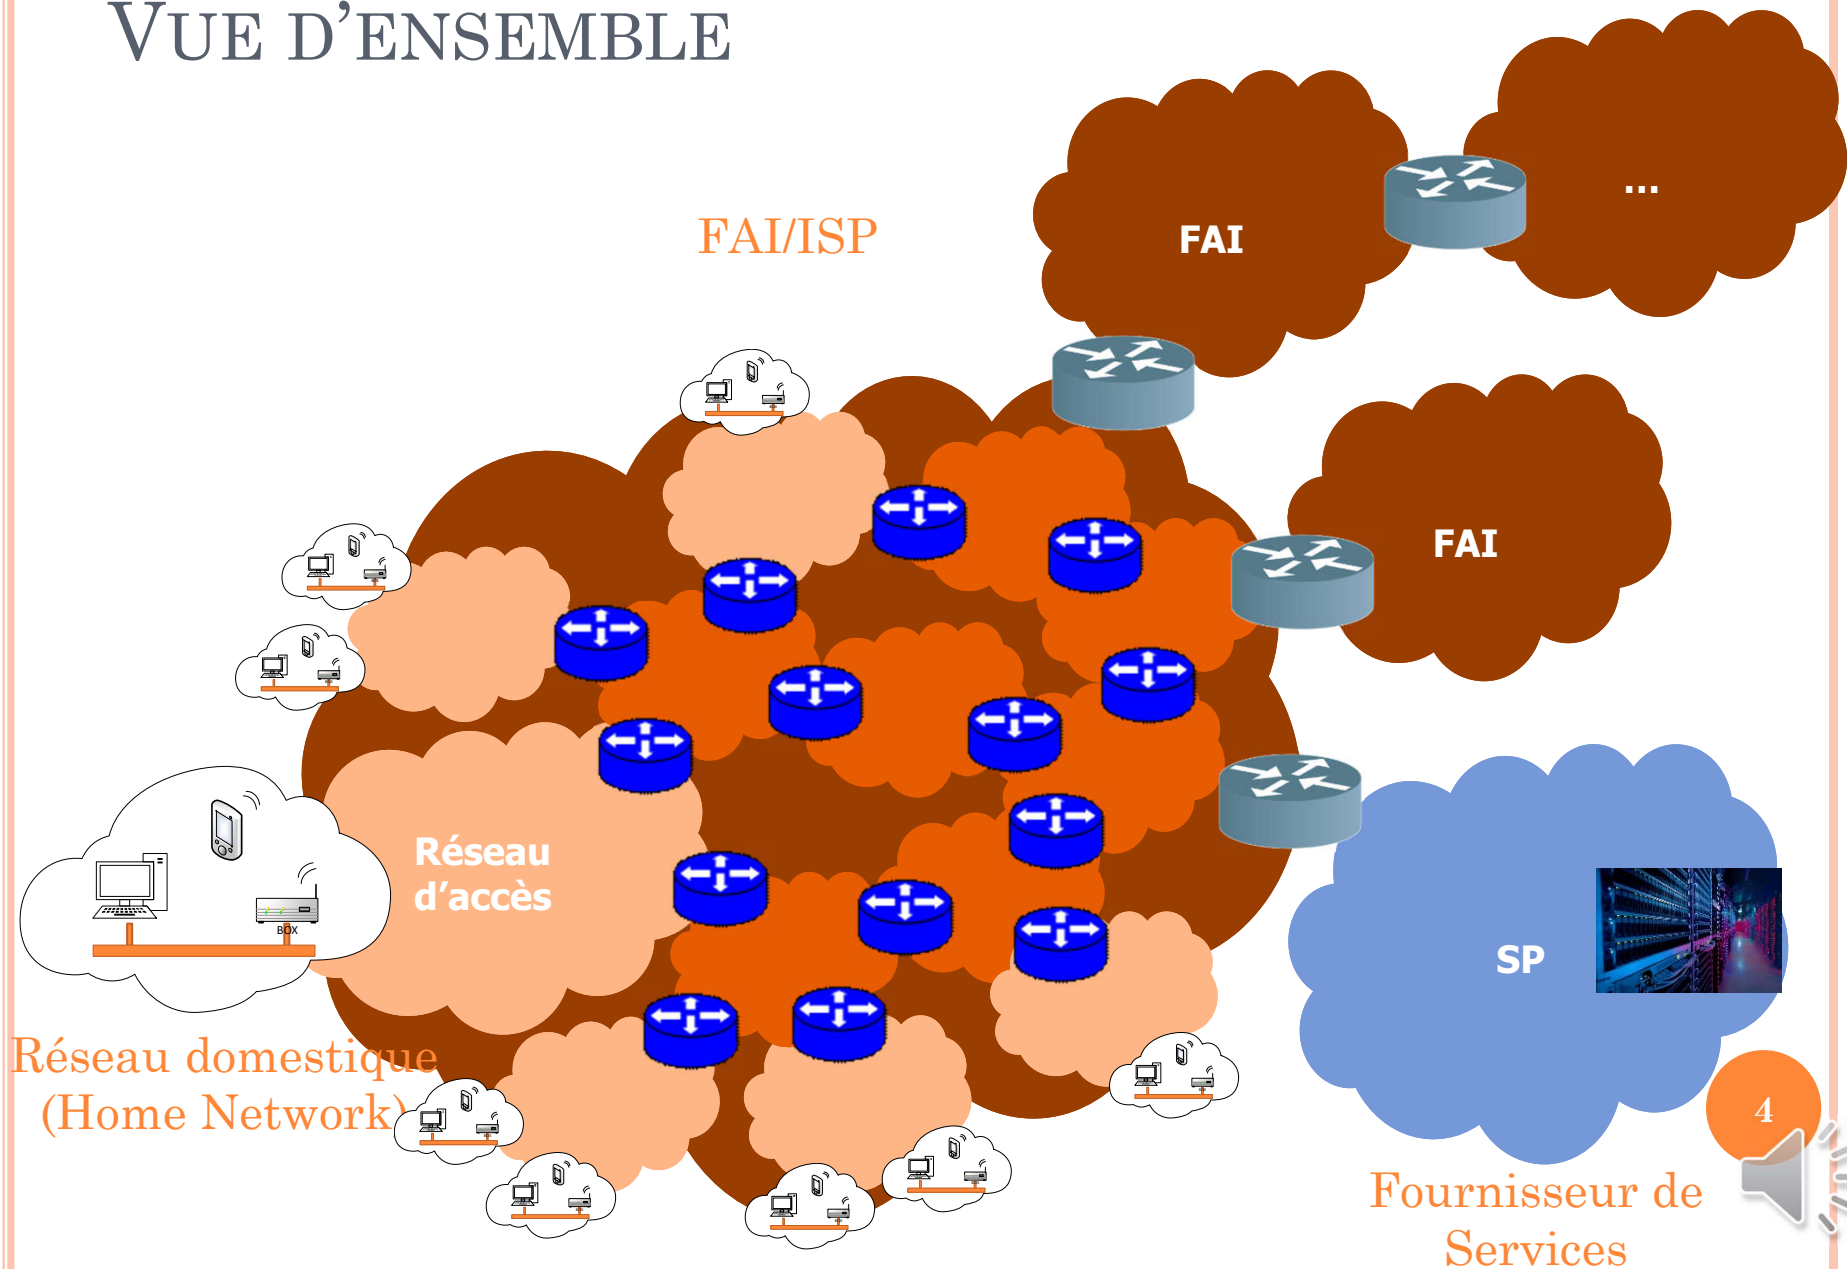 VUE D'ENSEMBLE
FAI/ISP
FAI
...
FAI
Réseau
d'accès
BOX
SP
Réseau domestique
(Home Network)
4
Fournisseur de
Services